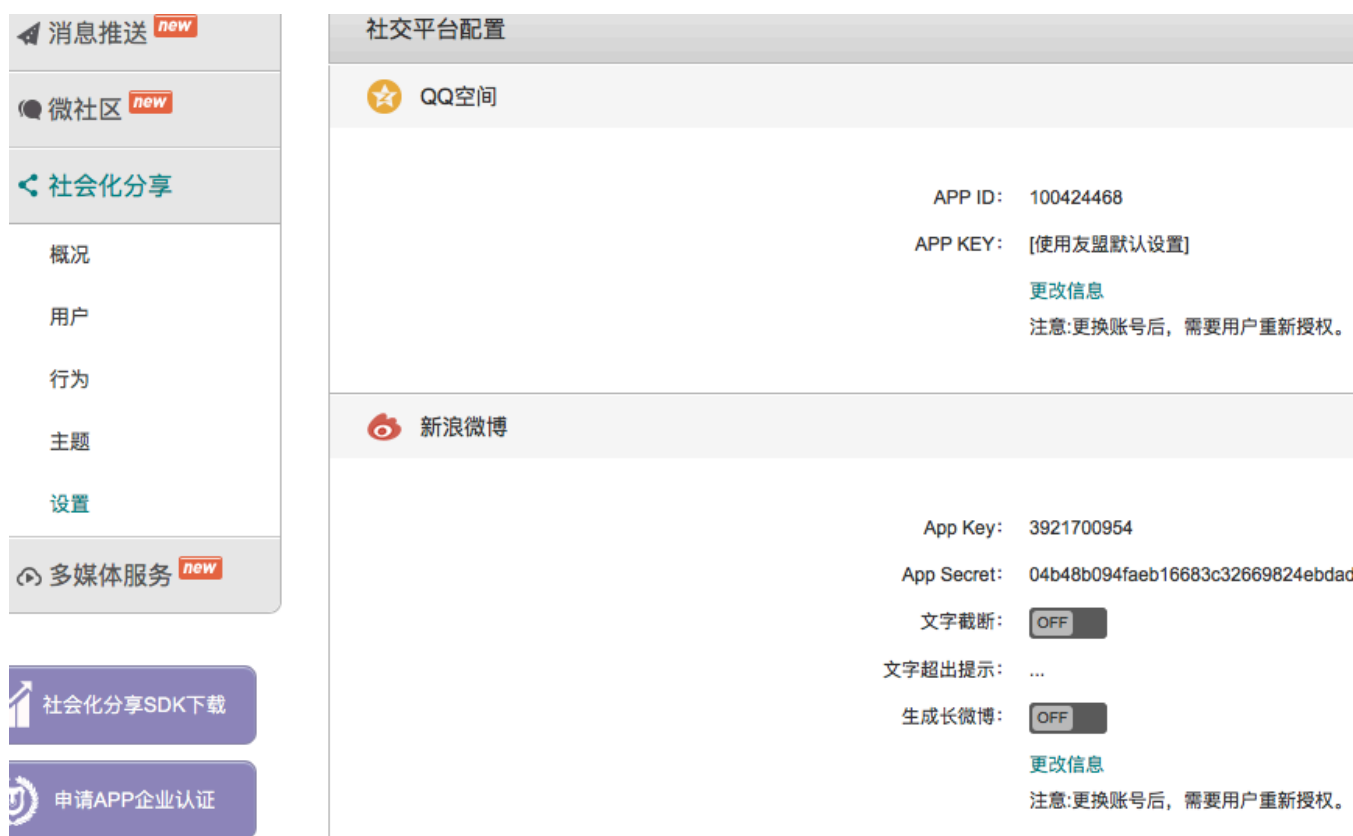 消息推送 new
微社区 new
社会化分享
概况
用户
行为
主题
设置
多媒体服务 new
社会化分享SDK下载
申请APP企业认证
社交平台配置
QQ空间
APP ID： 100424468
APP KEY： [使用友盟默认设置]
更改信息
注意:更换账号后，需要用户重新授权。
新浪微博
App Key： 3921700954
App Secret： 04b48b094faeb16683c32669824ebdad
文字截断： OFF
文字超出提示： ...
生成长微博： OFF
更改信息
注意:更换账号后，需要用户重新授权。